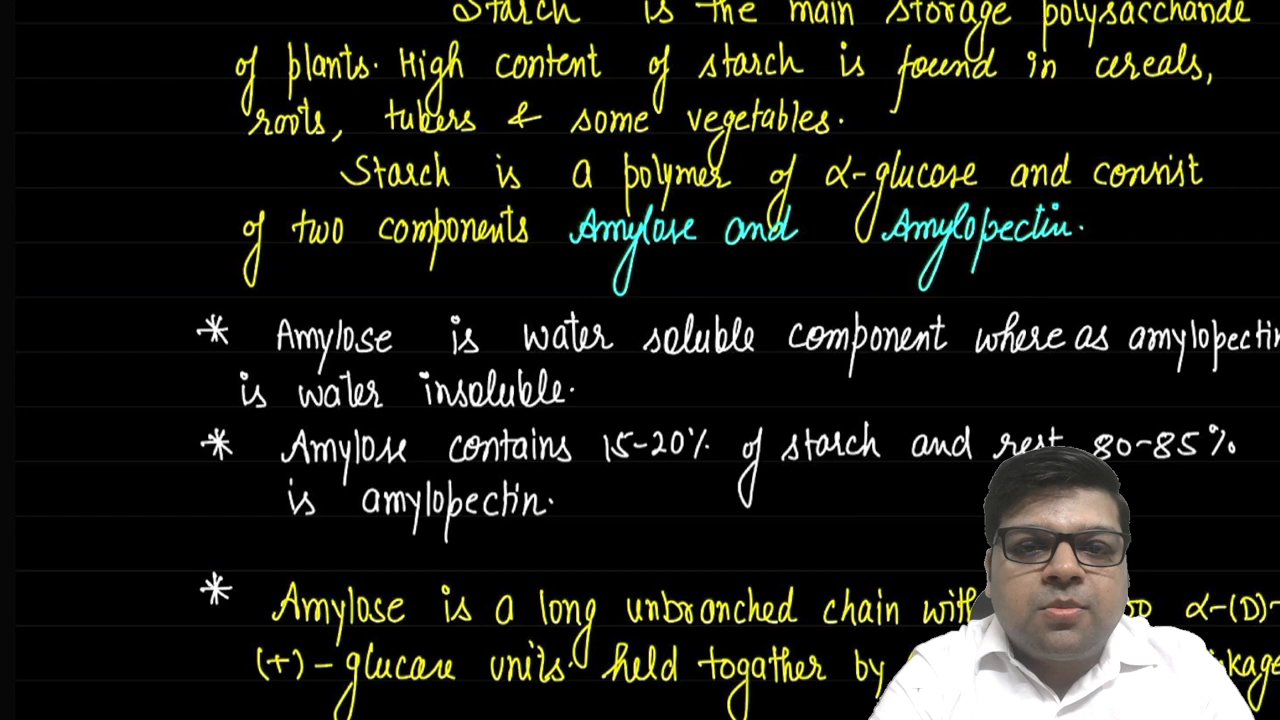 Starch is the main storage polysaccharide
of plants. High content of starch is found in cereals,
roots, tubers & some vegetables.
Starch is a polymer of α-glucose and consist
of two components Amylose and Amylopectin.
* Amylose is water soluble component where as amylopectin
is water insoluble.
* Amylose contains 15-20% of starch and rest 80-85%
is amylopectin.
* Amylose is a long unbranched chain with α-(D)-
(+)-glucose units held together by